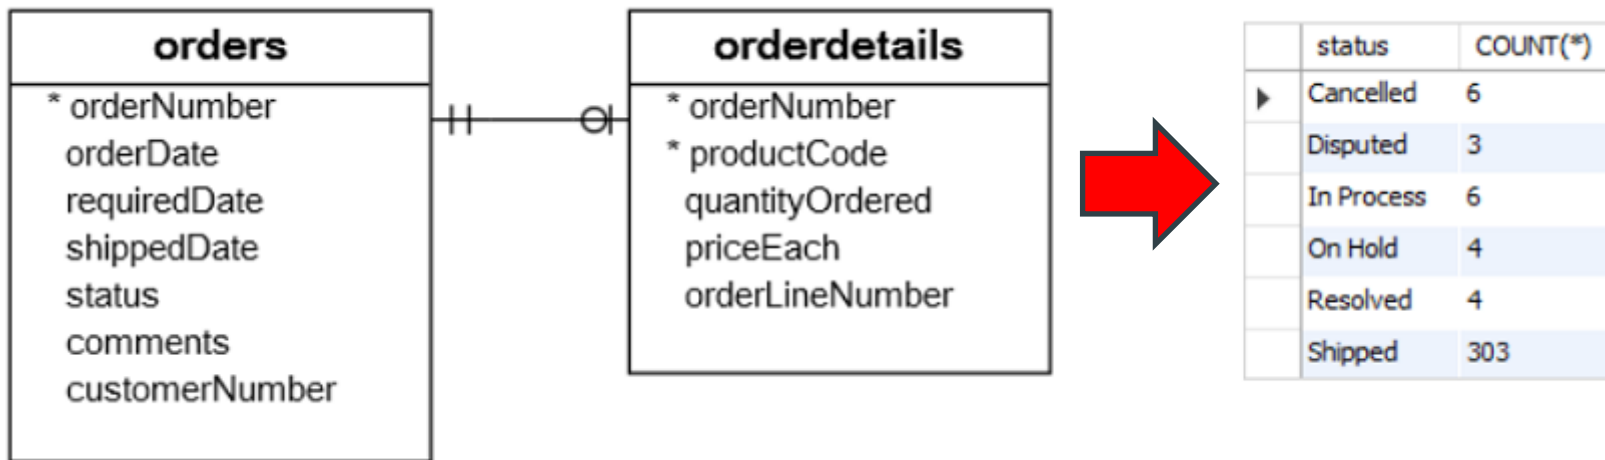 orders
* orderNumber
orderDate
requiredDate
shippedDate
status
comments
customerNumber
orderdetails
* orderNumber
* productCode
quantityOrdered
priceEach
orderLineNumber
status COUNT(*)
Cancelled 6
Disputed 3
In Process 6
On Hold 4
Resolved 4
Shipped 303